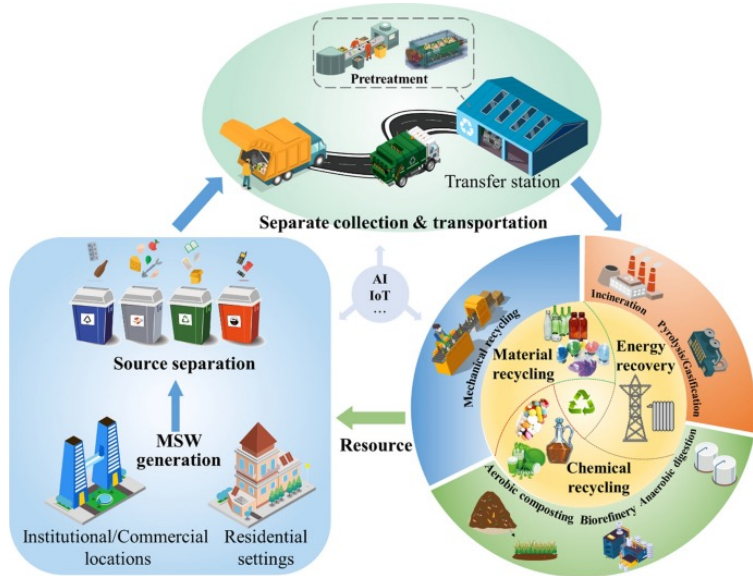 Pretreatment
Transfer station
Separate collection & transportation
AI
IoT
...
Source separation
MSW
generation
Institutional/Commercial
locations
Residential
settings
Resource
Mechanical recycling
Incineration
Pyrolysis/Gasification
Material
recycling
Energy
recovery
Chemical
recycling
Aerobic composting
Biorefinery
Anaerobic digestion